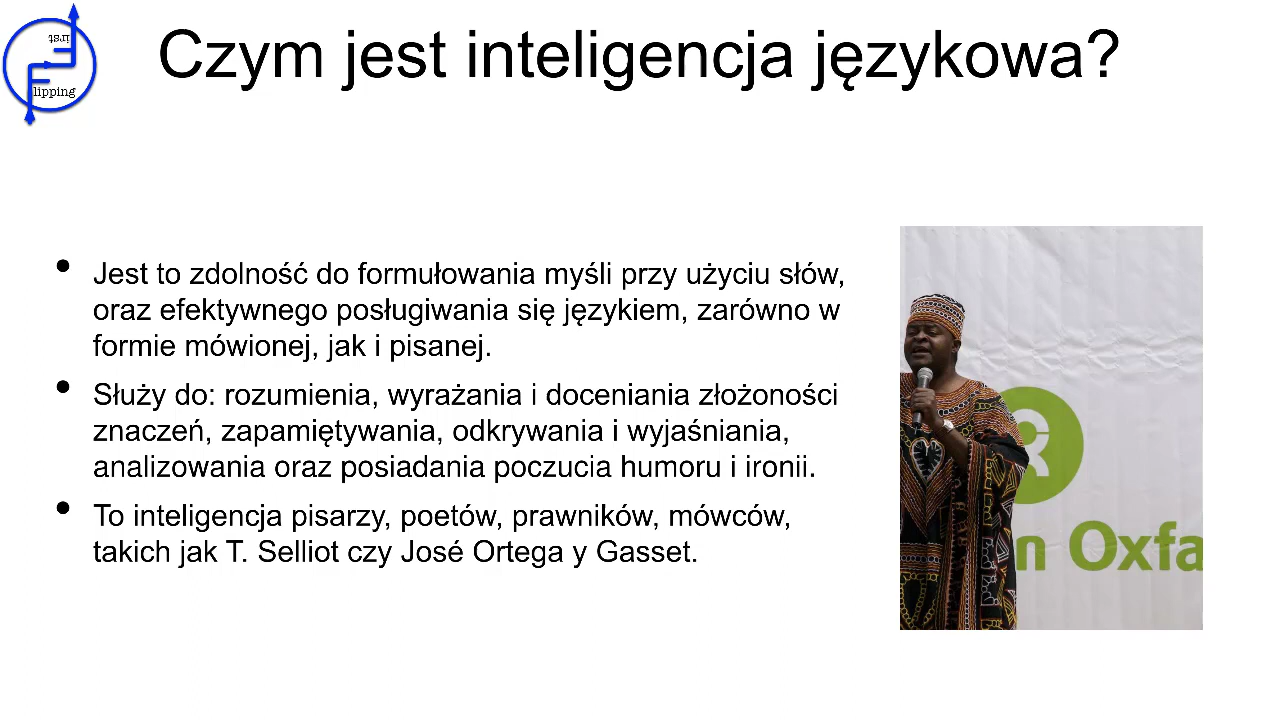 First
Flipping
Czym jest inteligencja językowa?
• Jest to zdolność do formułowania myśli przy użyciu słów,
oraz efektywnego posługiwania się językiem, zarówno w
formie mówionej, jak i pisanej.
• Służy do: rozumienia, wyrażania i doceniania złożoności
znaczeń, zapamiętywania, odkrywania i wyjaśniania,
analizowania oraz posiadania poczucia humoru i ironii.
• To inteligencja pisarzy, poetów, prawników, mówców,
takich jak T. Selliot czy José Ortega y Gasset.
n Oxfa